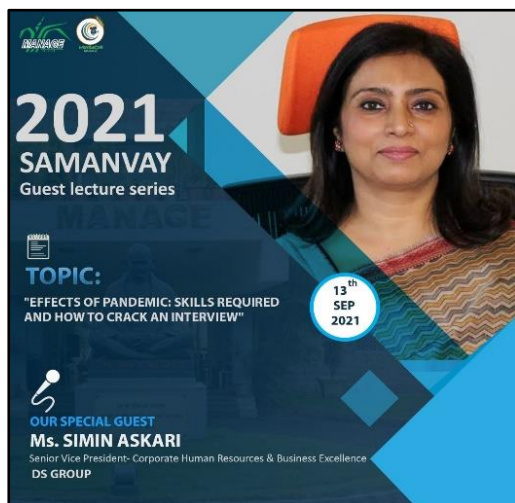 MANAGE
2021
SAMANVAY
Guest lecture series
MANAGE
TOPIC:
"EFFECTS OF PANDEMIC: SKILLS REQUIRED
AND HOW TO CRACK AN INTERVIEW"
13th
SEP
2021
OUR SPECIAL GUEST
Ms. SIMIN ASKARI
Senior Vice President- Corporate Human Resources & Business Excellence
DS GROUP